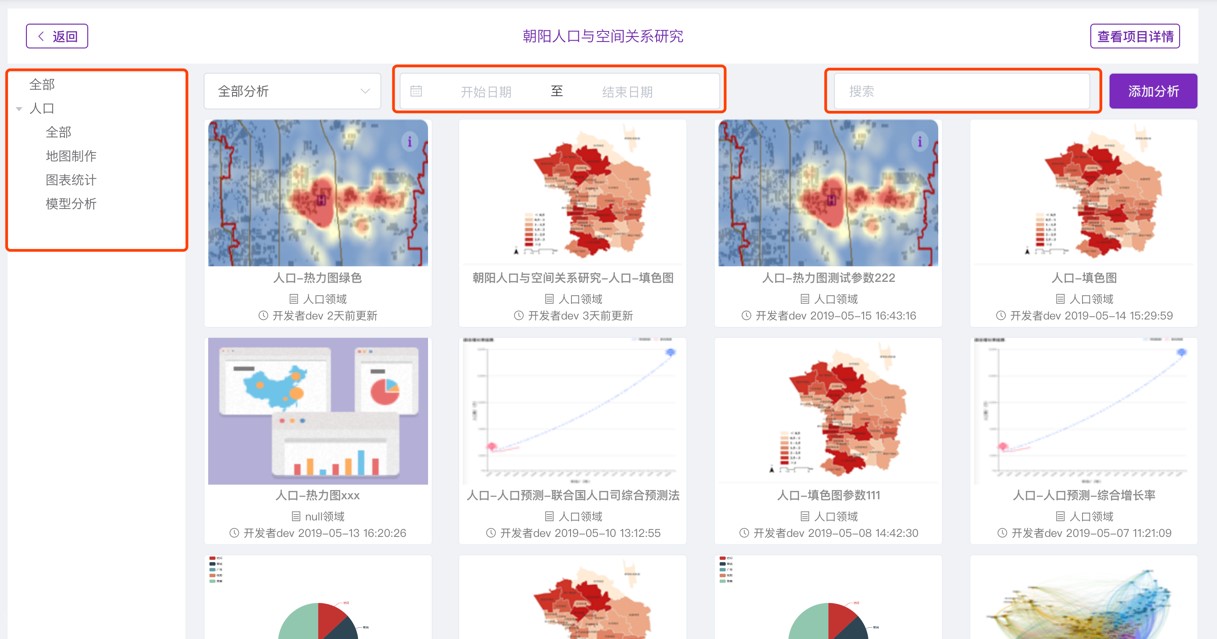 返回
朝阳人口与空间关系研究
查看项目详情
全部
人口
全部
地图制作
图表统计
模型分析
全部分析
开始日期 至 结束日期
搜索
添加分析
人口-热力图绿色
人口领域
开发者dev 2天前更新
朝阳人口与空间关系研究-人口-填色图
人口领域
开发者dev 3天前更新
人口-热力图测试参数222
人口领域
开发者dev 2019-05-15 16:43:16
人口-填色图
人口领域
开发者dev 2019-05-14 15:29:59
人口-热力图xxx
null领域
开发者dev 2019-05-13 16:20:26
人口-人口预测-联合国人口司综合预测法
人口领域
开发者dev 2019-05-10 13:12:55
人口-填色图参数111
人口领域
开发者dev 2019-05-08 14:42:30
人口-人口预测-综合增长率
人口领域
开发者dev 2019-05-07 11:21:09